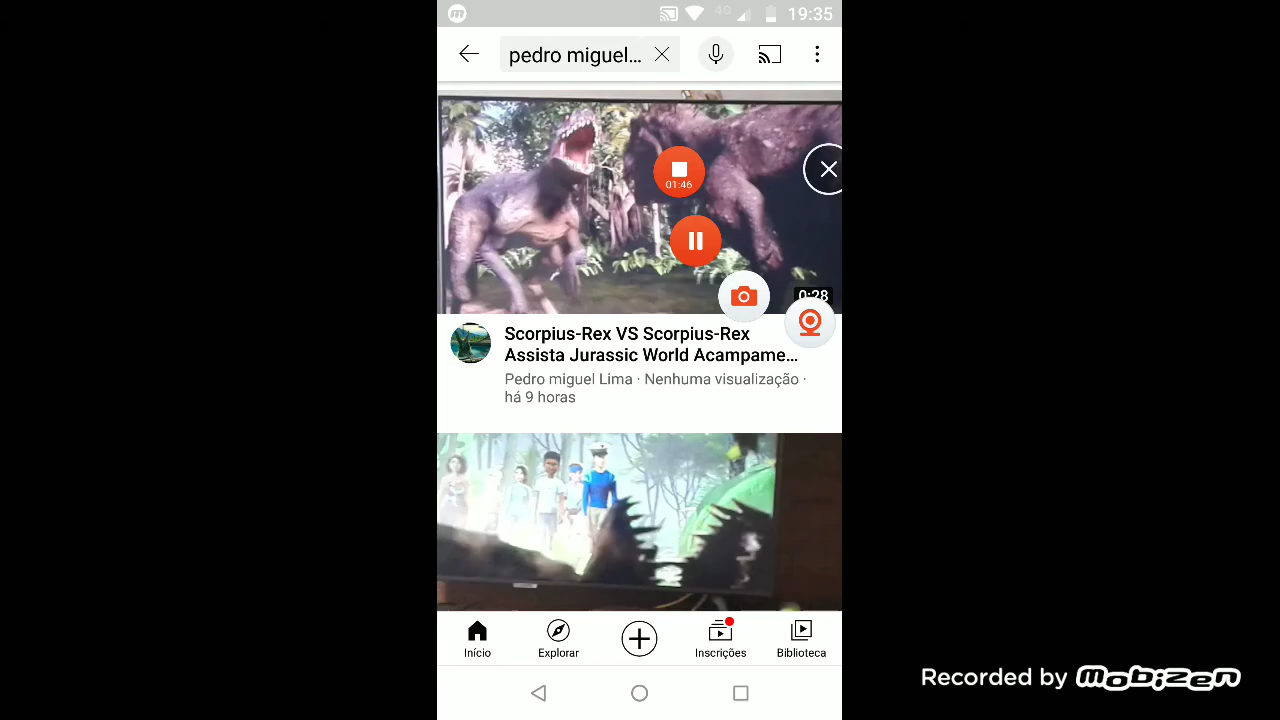 4G 19:35
pedro miguel...
01:46
0:28
Scorpius-Rex VS Scorpius-Rex
Assista Jurassic World Acampame...
Pedro miguel Lima · Nenhuma visualização ·
há 9 horas
Início
Explorar
Inscrições
Biblioteca
Recorded by mobizen